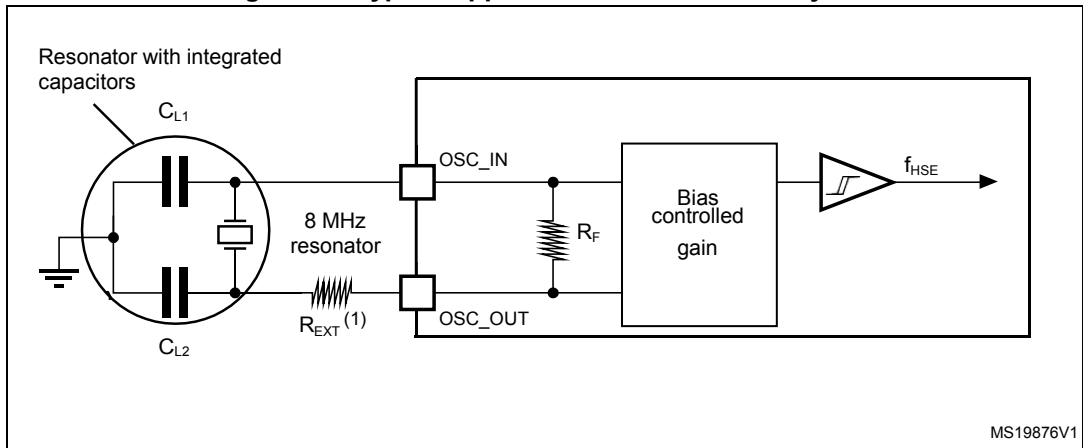 Resonator with integrated
capacitors
CL1
OSC_IN
fHSE
8 MHz
resonator
RF
Bias
controlled
gain
REXT (1)
OSC_OUT
CL2
MS19876V1